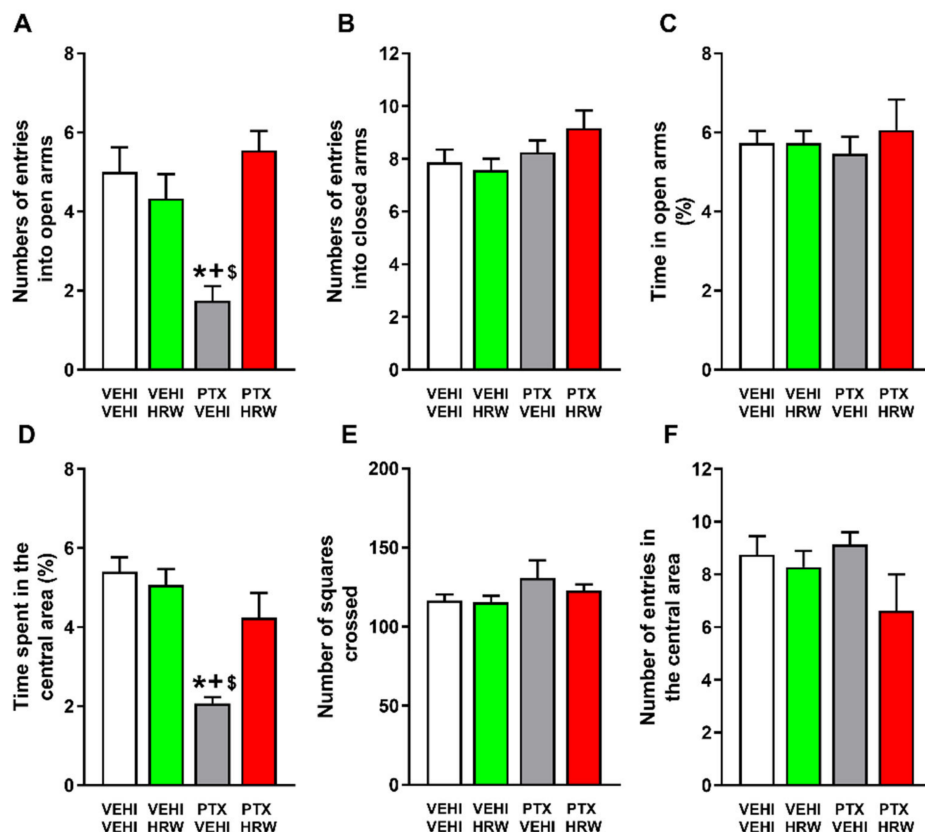 A
Numbers of entries
into open arms
8
6
4
2
0
*+$
VEHI VEHI PTX PTX
VEHI HRW VEHI HRW
B
Numbers of entries
into closed arms
12
10
8
6
4
2
0
VEHI VEHI PTX PTX
VEHI HRW VEHI HRW
C
Time in open arms
(%)
8
6
4
2
0
VEHI VEHI PTX PTX
VEHI HRW VEHI HRW
D
Time spent in the
central area (%)
8
6
4
2
0
*+$
VEHI VEHI PTX PTX
VEHI HRW VEHI HRW
E
Number of squares
crossed
200
150
100
50
0
VEHI VEHI PTX PTX
VEHI HRW VEHI HRW
F
Number of entries in
the central area
12
10
8
6
4
2
0
VEHI VEHI PTX PTX
VEHI HRW VEHI HRW